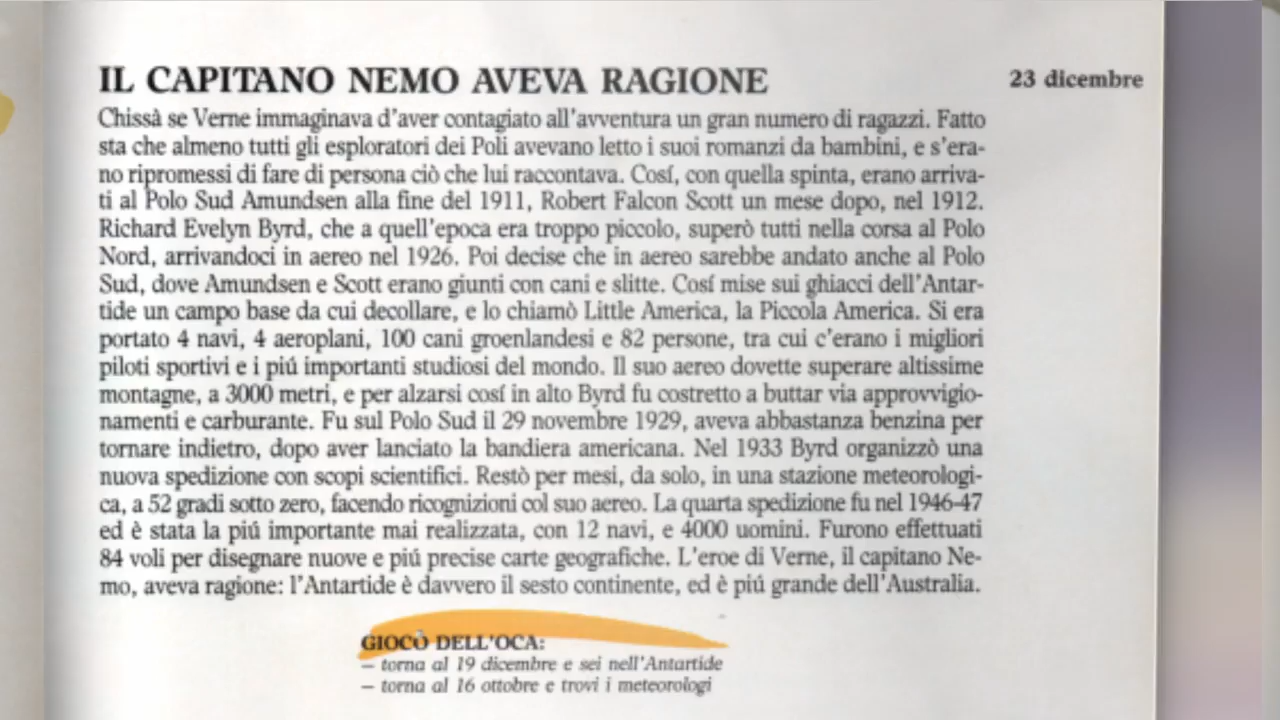 IL CAPITANO NEMO AVEVA RAGIONE
23 dicembre
Chissà se Verne immaginava d'aver contagiato all'avventura un gran numero di ragazzi. Fatto
sta che almeno tutti gli esploratori dei Poli avevano letto i suoi romanzi da bambini, e s'era-
no ripromessi di fare di persona ciò che lui raccontava. Cosí, con quella spinta, erano arriva-
ti al Polo Sud Amundsen alla fine del 1911, Robert Falcon Scott un mese dopo, nel 1912.
Richard Evelyn Byrd, che a quell'epoca era troppo piccolo, superò tutti nella corsa al Polo
Nord, arrivandoci in aereo nel 1926. Poi decise che in aereo sarebbe andato anche al Polo
Sud, dove Amundsen e Scott erano giunti con cani e slitte. Cosí mise sui ghiacci dell'Antar-
tide un campo base da cui decollare, e lo chiamò Little America, la Piccola America. Si era
portato 4 navi, 4 aeroplani, 100 cani groenlandesi e 82 persone, tra cui c'erano i migliori
piloti sportivi e i piú importanti studiosi del mondo. Il suo aereo dovette superare altissime
montagne, a 3000 metri, e per alzarsi cosí in alto Byrd fu costretto a buttar via approvvigio-
namenti e carburante. Fu sul Polo Sud il 29 novembre 1929, aveva abbastanza benzina per
tornare indietro, dopo aver lanciato la bandiera americana. Nel 1933 Byrd organizzò una
nuova spedizione con scopi scientifici. Restò per mesi, da solo, in una stazione meteorologi-
ca, a 52 gradi sotto zero, facendo ricognizioni col suo aereo. La quarta spedizione fu nel 1946-47
ed è stata la piú importante mai realizzata, con 12 navi, e 4000 uomini. Furono effettuati
84 voli per disegnare nuove e piú precise carte geografiche. L'eroe di Verne, il capitano Ne-
mo, aveva ragione: l'Antartide è davvero il sesto continente, ed è piú grande dell'Australia.
GIOCO DELL'OCA:
– torna al 19 dicembre e sei nell'Antartide
– torna al 16 ottobre e trovi i meteorologi